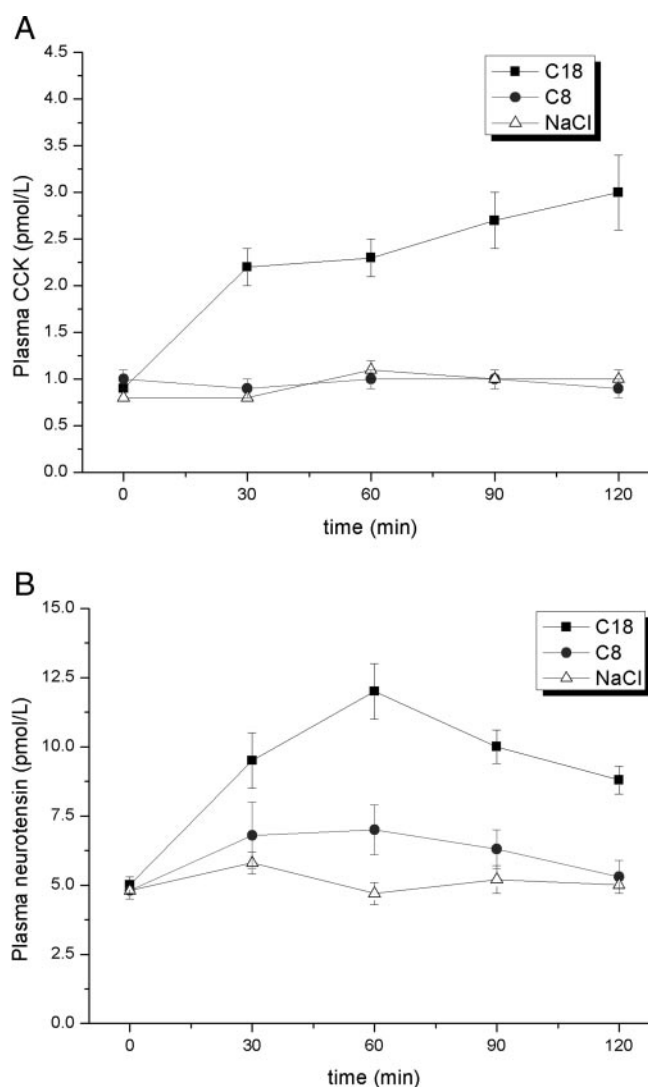 A
4.5
4.0
3.5
3.0
2.5
2.0
1.5
1.0
0.5
0.0
Plasma CCK (pmol/L)
C18
C8
NaCl
0 30 60 90 120
time (min)
B
15.0
12.5
10.0
7.5
5.0
2.5
0.0
Plasma neurotensin (pmol/L)
C18
C8
NaCl
0 30 60 90 120
time (min)